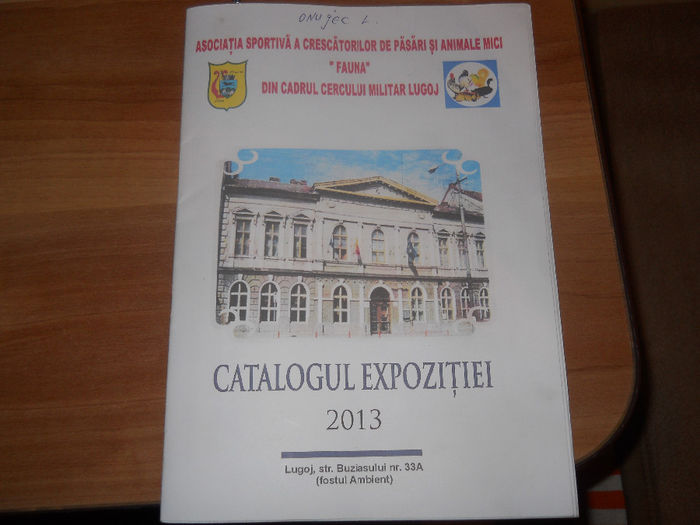 Onujec L.
ASOCIAȚIA SPORTIVĂ A CRESCĂTORILOR DE PĂSĂRI ȘI ANIMALE MICI
" FAUNA"
DIN CADRUL CERCULUI MILITAR LUGOJ
CATALOGUL EXPOZIȚIEI
2013
Lugoj, str. Buziasului nr. 33A
(fostul Ambient)